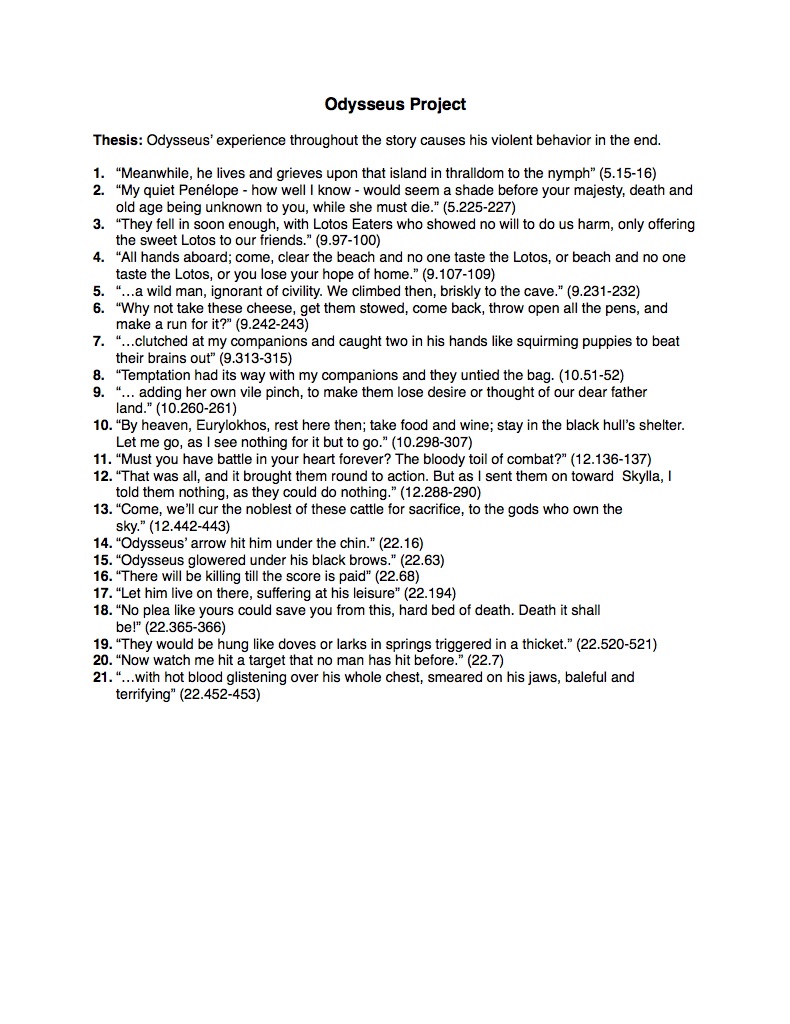 Odysseus Project
Thesis: Odysseus' experience throughout the story causes his violent behavior in the end.
1. “Meanwhile, he lives and grieves upon that island in thralldom to the nymph” (5.15-16)
2. “My quiet Penélope - how well I know - would seem a shade before your majesty, death and
old age being unknown to you, while she must die.” (5.225-227)
3. “They fell in soon enough, with Lotos Eaters who showed no will to do us harm, only offering
the sweet Lotos to our friends.” (9.97-100)
4. “All hands aboard; come, clear the beach and no one taste the Lotos, or beach and no one
taste the Lotos, or you lose your hope of home.” (9.107-109)
5. “…a wild man, ignorant of civility. We climbed then, briskly to the cave.” (9.231-232)
6. “Why not take these cheese, get them stowed, come back, throw open all the pens, and
make a run for it?” (9.242-243)
7. “…clutched at my companions and caught two in his hands like squirming puppies to beat
their brains out” (9.313-315)
8. “Temptation had its way with my companions and they untied the bag. (10.51-52)
9. “… adding her own vile pinch, to make them lose desire or thought of our dear father
land.” (10.260-261)
10. “By heaven, Eurylokhos, rest here then; take food and wine; stay in the black hull’s shelter.
Let me go, as I see nothing for it but to go.” (10.298-307)
11. “Must you have battle in your heart forever? The bloody toil of combat?” (12.136-137)
12. “That was all, and it brought them round to action. But as I sent them on toward  Skylla, I
told them nothing, as they could do nothing.” (12.288-290)
13. “Come, we’ll cur the noblest of these cattle for sacrifice, to the gods who own the
sky.” (12.442-443)
14. “Odysseus’ arrow hit him under the chin.” (22.16)
15. “Odysseus glowered under his black brows.” (22.63)
16. “There will be killing till the score is paid” (22.68)
17. “Let him live on there, suffering at his leisure” (22.194)
18. “No plea like yours could save you from this, hard bed of death. Death it shall
be!” (22.365-366)
19. “They would be hung like doves or larks in springs triggered in a thicket.” (22.520-521)
20. “Now watch me hit a target that no man has hit before.” (22.7)
21. “…with hot blood glistening over his whole chest, smeared on his jaws, baleful and
terrifying” (22.452-453)